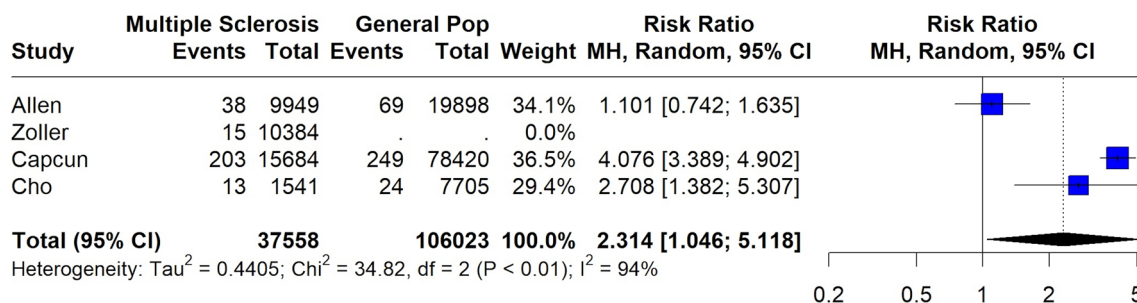 Multiple Sclerosis General Pop Risk Ratio Risk Ratio
Study Events Total Events Total Weight MH, Random, 95% CI MH, Random, 95% CI
Allen 38 9949 69 19898 34.1% 1.101 [0.742; 1.635]
Zoller 15 10384 . . 0.0%
Capcun 203 15684 249 78420 36.5% 4.076 [3.389; 4.902]
Cho 13 1541 24 7705 29.4% 2.708 [1.382; 5.307]
Total (95% CI) 37558 106023 100.0% 2.314 [1.046; 5.118]
Heterogeneity: Tau² = 0.4405; Chi² = 34.82, df = 2 (P < 0.01); I² = 94%
0.2 0.5 1 2 5